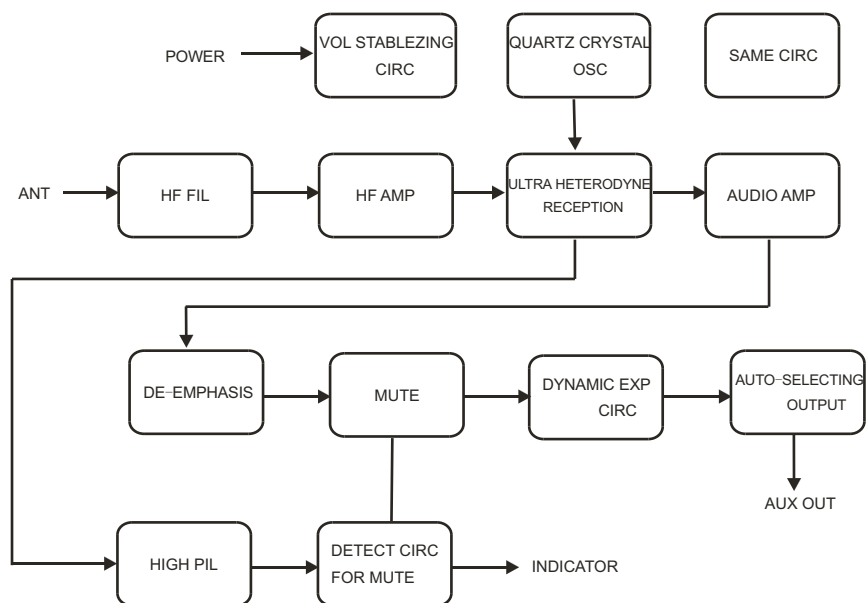 POWER
VOL STABLEZING
CIRC
QUARTZ CRYSTAL
OSC
SAME CIRC
ANT
HF FIL
HF AMP
ULTRA HETERODYNE
RECEPTION
AUDIO AMP
DE-EMPHASIS
MUTE
DYNAMIC EXP
CIRC
AUTO-SELECTING
OUTPUT
AUX OUT
HIGH PIL
DETECT CIRC
FOR MUTE
INDICATOR